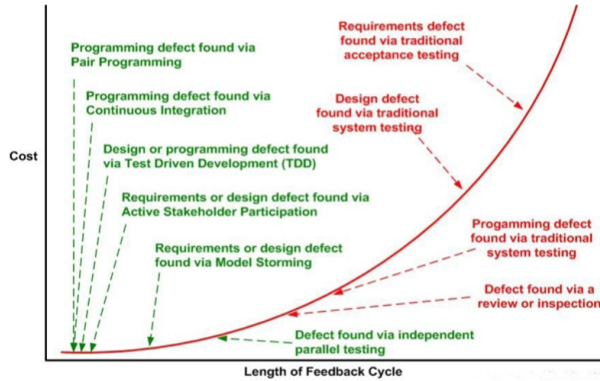 Programming defect found via
Pair Programming
Programming defect found via
Continuous Integration
Design or programming defect found
via Test Driven Development (TDD)
Requirements or design defect found via
Active Stakeholder Participation
Requirements or design defect
found via Model Storming
Defect found via independent
parallel testing
Requirements defect
found via traditional
acceptance testing
Design defect
found via traditional
system testing
Progamming defect
found via traditional
system testing
Defect found via a
review or inspection
Cost
Length of Feedback Cycle